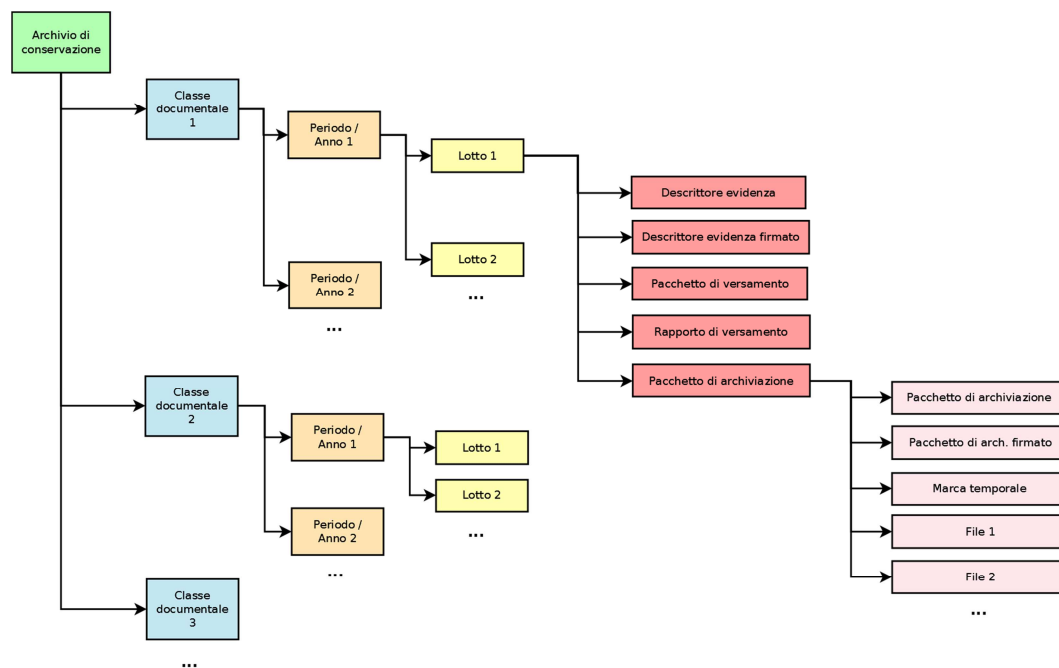 Archivio di
conservazione
Classe
documentale
1
Periodo /
Anno 1
Lotto 1
Descrittore evidenza
Descrittore evidenza firmato
Lotto 2
...
Periodo /
Anno 2
...
Pacchetto di versamento
Rapporto di versamento
Pacchetto di archiviazione
Pacchetto di archiviazione
Pacchetto di arch. firmato
Marca temporale
File 1
File 2
...
Classe
documentale
2
Periodo /
Anno 1
Lotto 1
Lotto 2
...
Periodo /
Anno 2
...
Classe
documentale
3
...